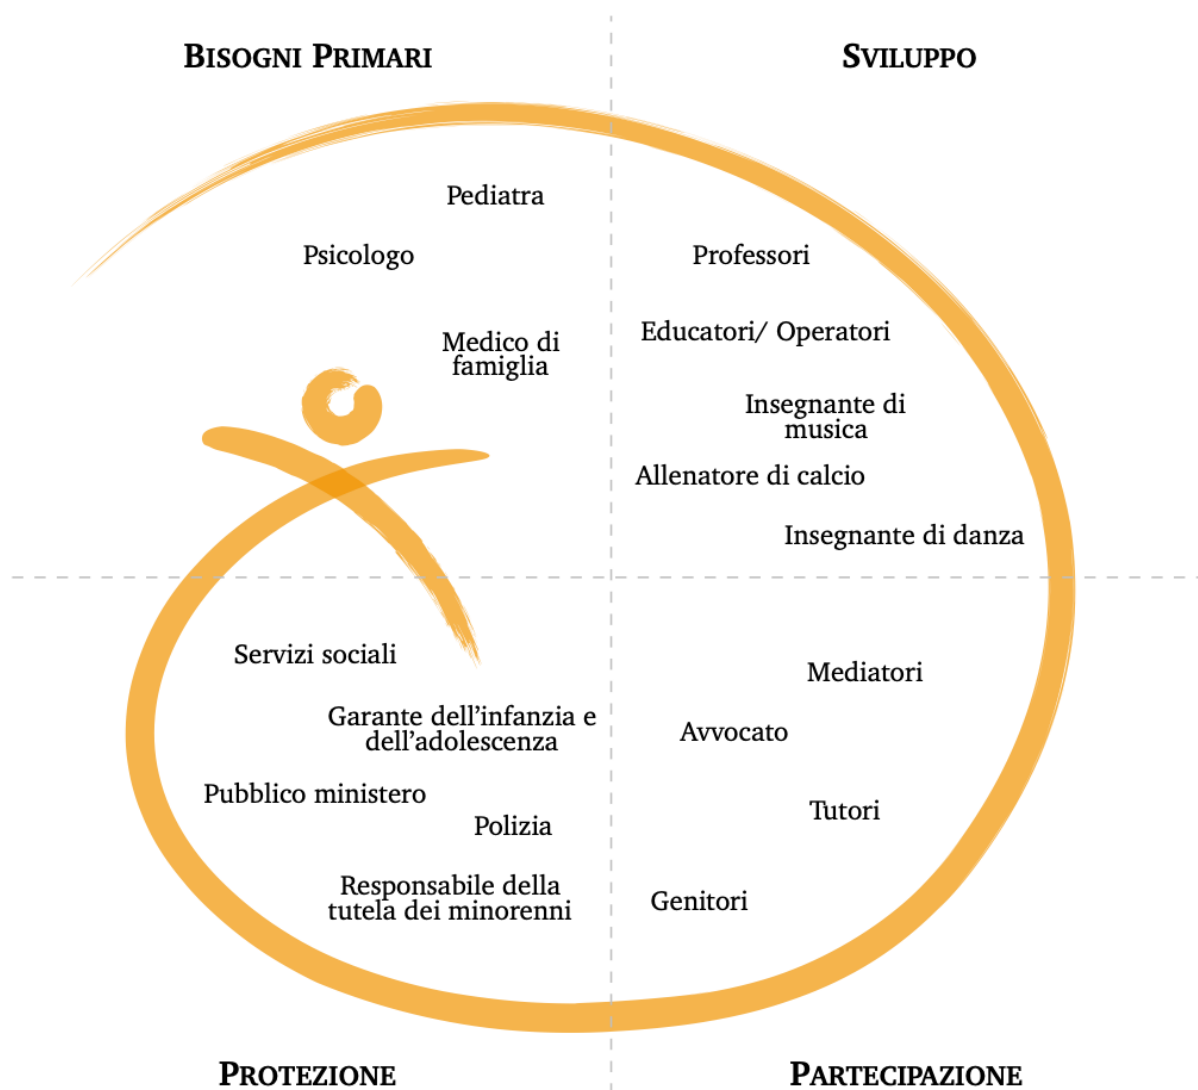 BISOGNI PRIMARI
SVILUPPO
Pediatra
Psicologo
Medico di
famiglia
Professori
Educatori/ Operatori
Insegnante di
musica
Allenatore di calcio
Insegnante di danza
Servizi sociali
Garante dell’infanzia e
dell’adolescenza
Pubblico ministero
Polizia
Responsabile della
tutela dei minorenni
Mediatori
Avvocato
Tutori
Genitori
PROTEZIONE
PARTECIPAZIONE